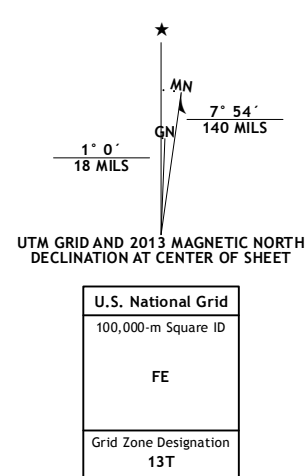 ★
MN
GN
7° 54´
140 MILS
1° 0´
18 MILS
UTM GRID AND 2013 MAGNETIC NORTH
DECLINATION AT CENTER OF SHEET
U.S. National Grid
100,000-m Square ID
FE
Grid Zone Designation
13T